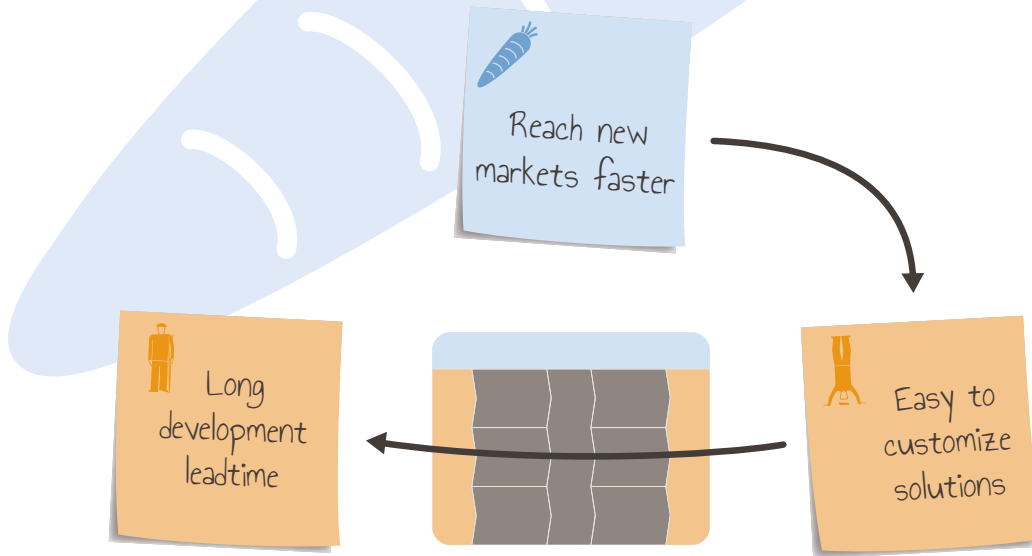 Reach new
markets faster
Long
development
leadtime
Easy to
customize
solutions